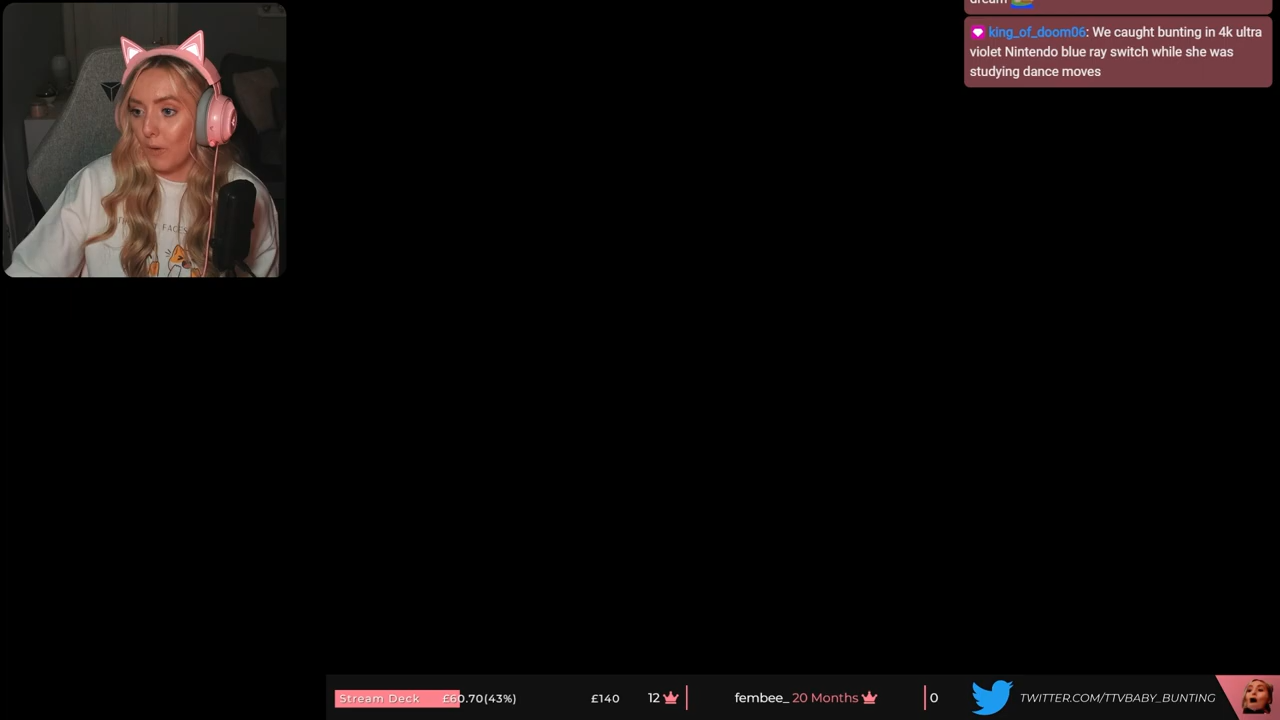 dream
king_of_doom06: We caught bunting in 4k ultra
violet Nintendo blue ray switch while she was
studying dance moves
Stream Deck £60.70(43%) £140 12 fembee_ 20 Months 0 TWITTER.COM/TTVBABY_BUNTING